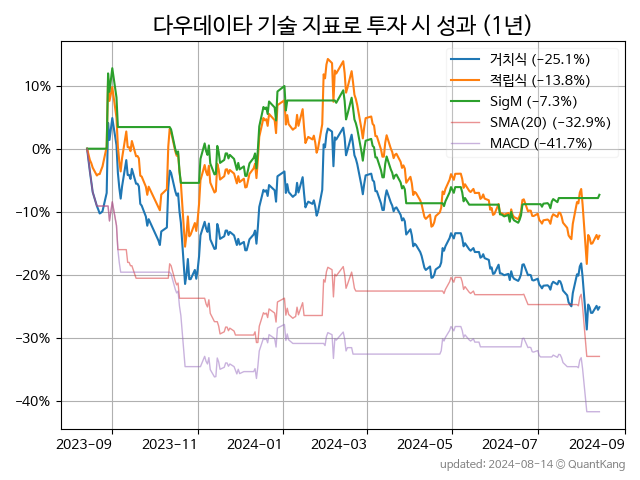 다우데이타 기술 지표로 투자 시 성과 (1년)
거치식 (−25.1%)
적립식 (−13.8%)
SigM (−7.3%)
SMA(20) (−32.9%)
MACD (−41.7%)
10%
0%
−10%
−20%
−30%
−40%
2023-09 2023-11 2024-01 2024-03 2024-05 2024-07 2024-09
updated: 2024-08-14 © QuantKang